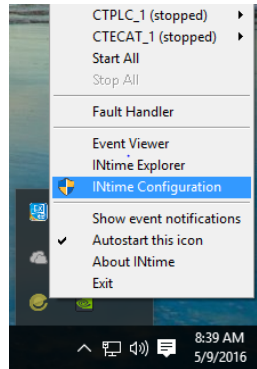 CTPLC_1 (stopped)
CTECAT_1 (stopped)
Start All
Stop All
Fault Handler
Event Viewer
INtime Explorer
INtime Configuration
Show event notifications
Autostart this icon
About INtime
Exit
8:39 AM
5/9/2016